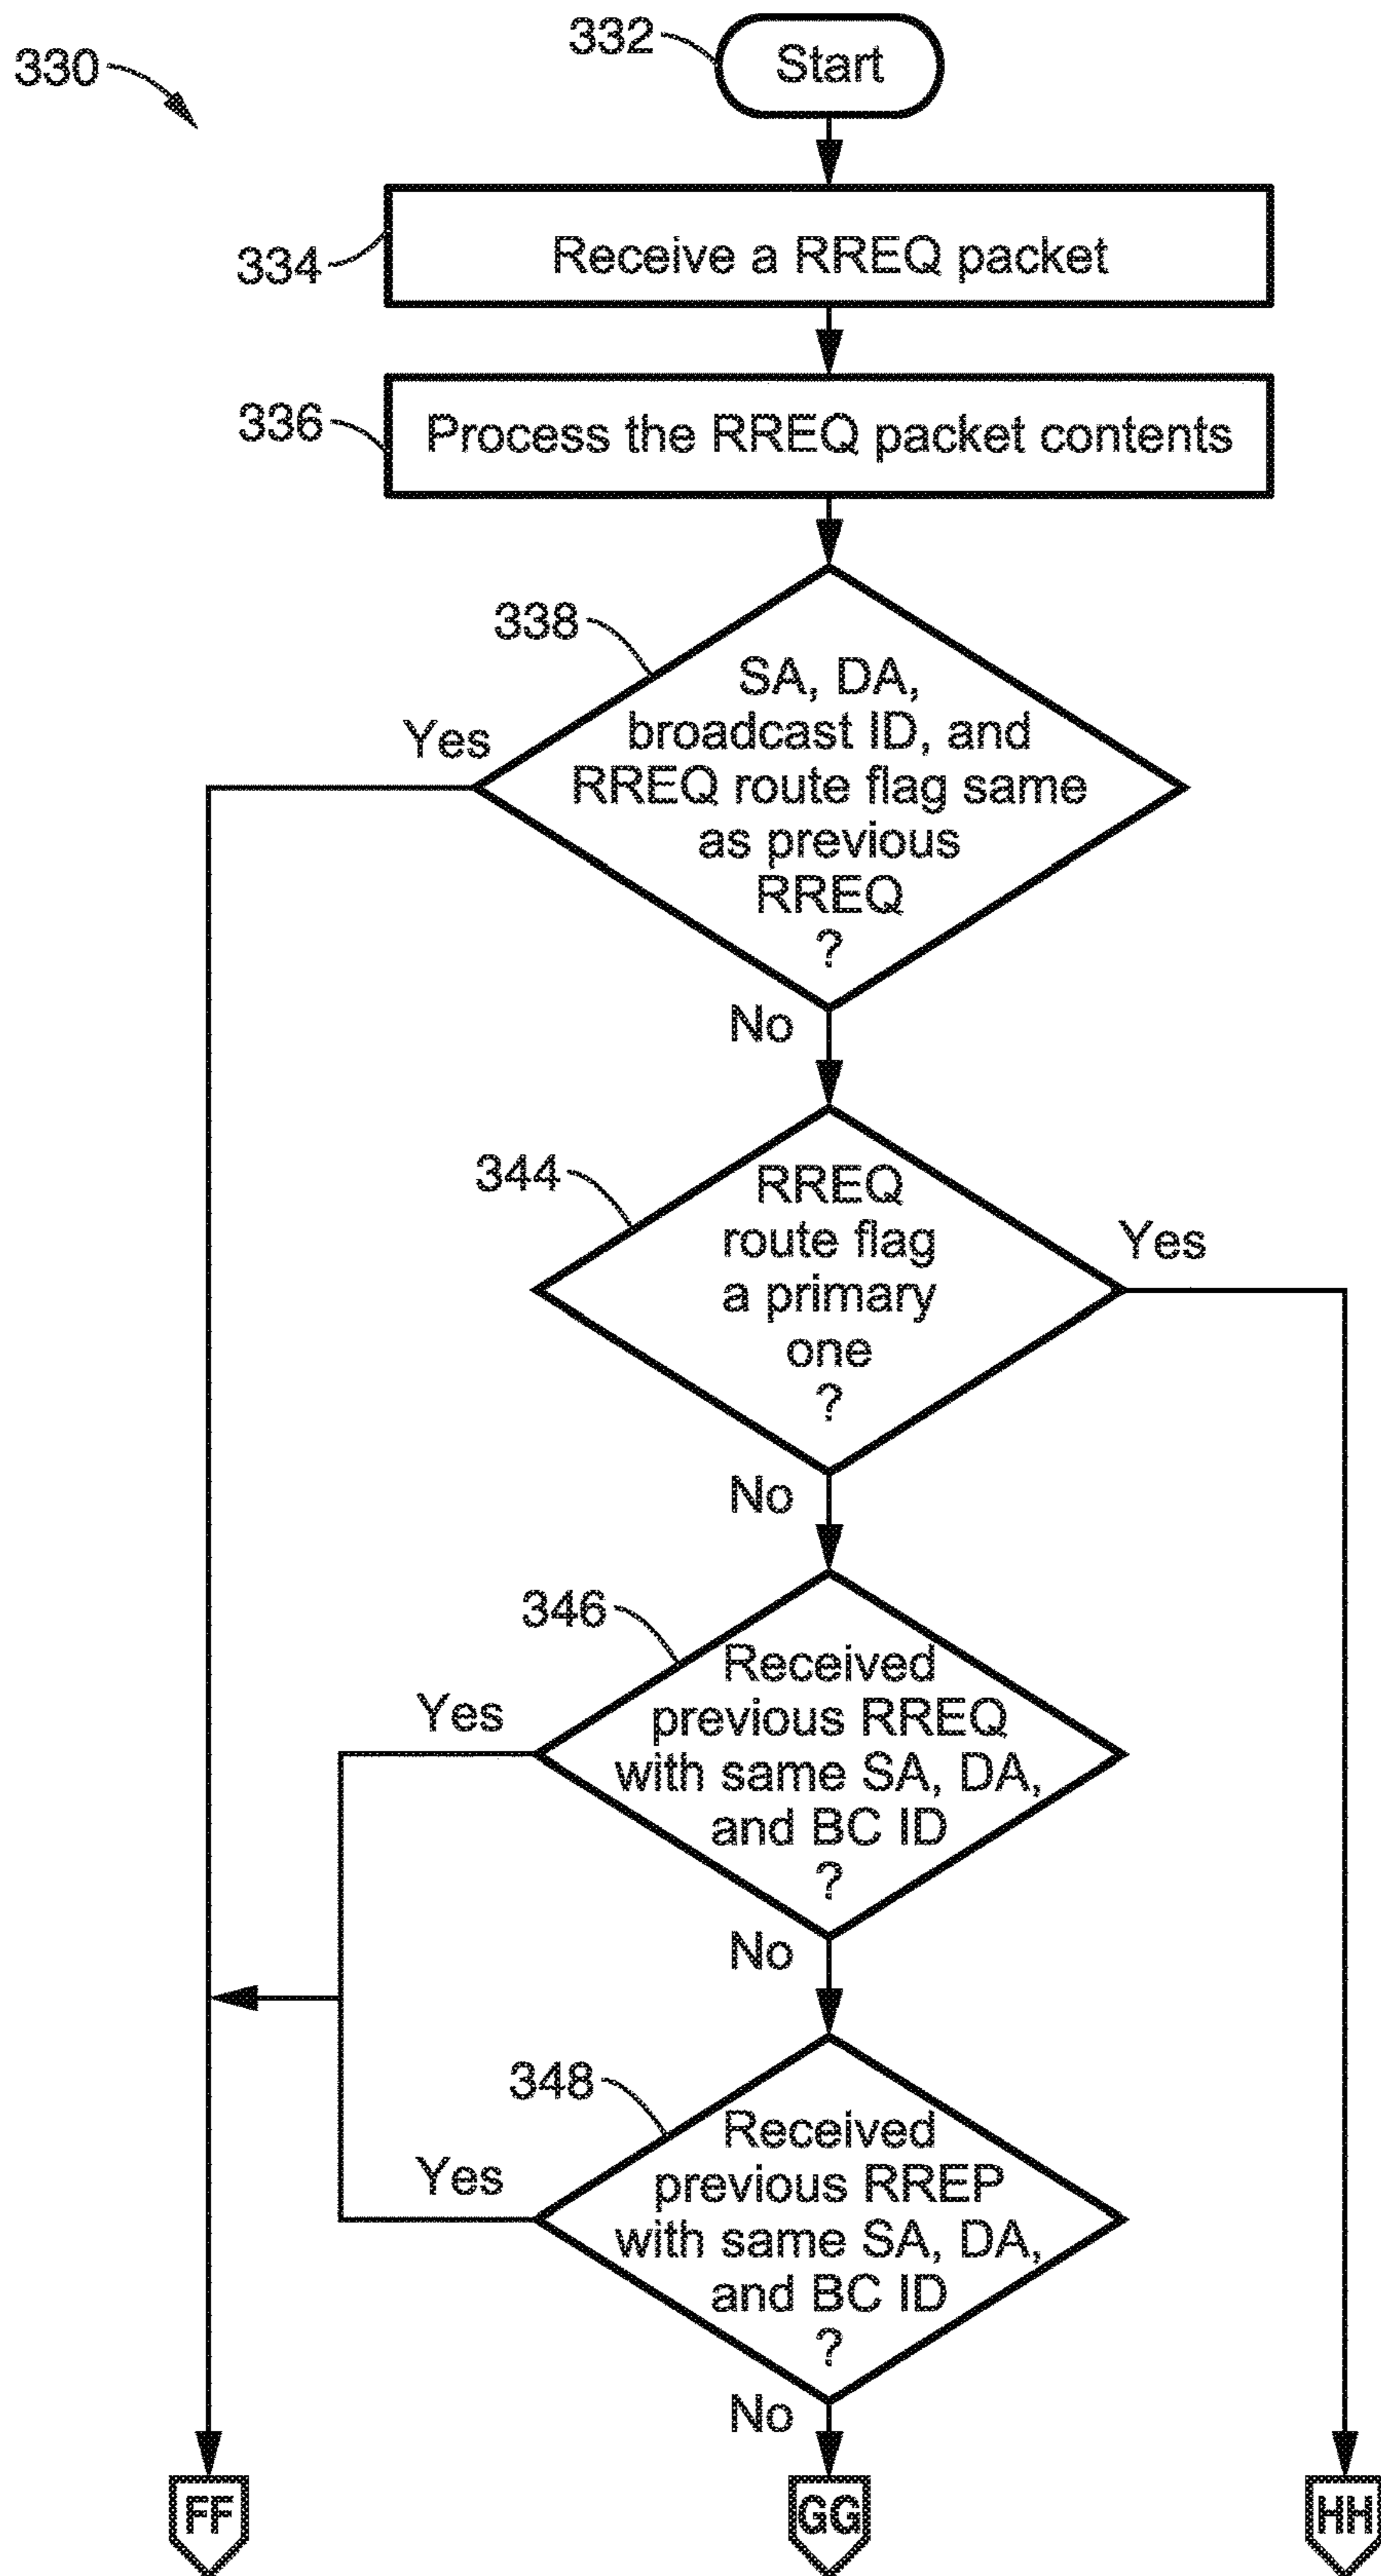 332
Start
330
334
Receive a RREQ packet
336
Process the RREQ packet contents
338
SA, DA,
broadcast ID, and
RREQ route flag same
as previous
RREQ
?
Yes
No
344
RREQ
route flag
a primary
one
?
Yes
No
346
Received
previous RREQ
with same SA, DA,
and BC ID
?
Yes
No
348
Received
previous RREP
with same SA, DA,
and BC ID
?
Yes
No
FF
GG
HH